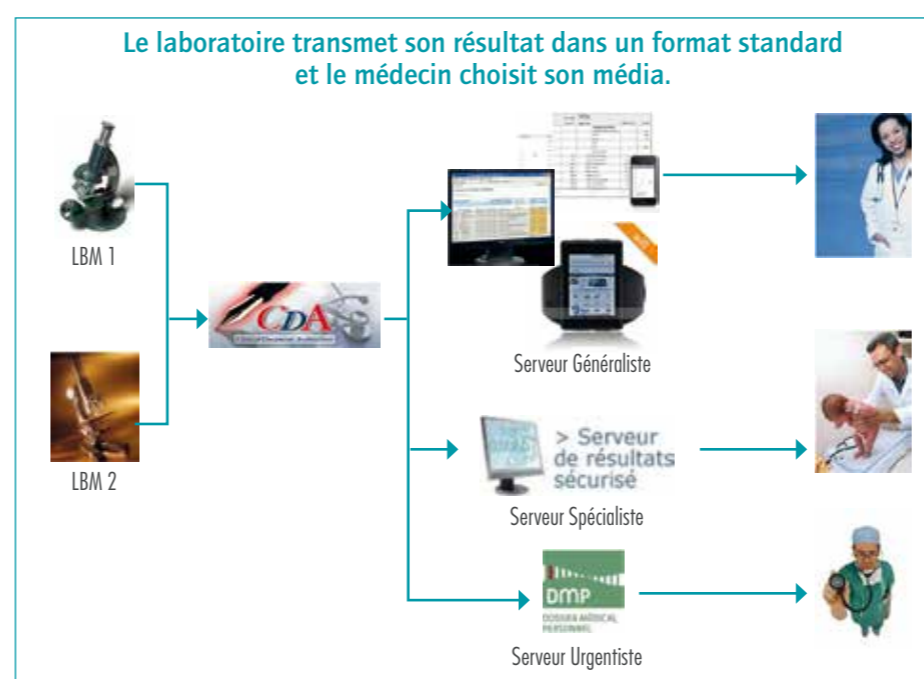 Le laboratoire transmet son résultat dans un format standard
et le médecin choisit son média.
LBM 1
LBM 2
CDA
Serveur Généraliste
> Serveur
de résultats
sécurisé
Serveur Spécialiste
DMP
DOSSIER MÉDICAL
PERSONNEL
Serveur Urgentiste